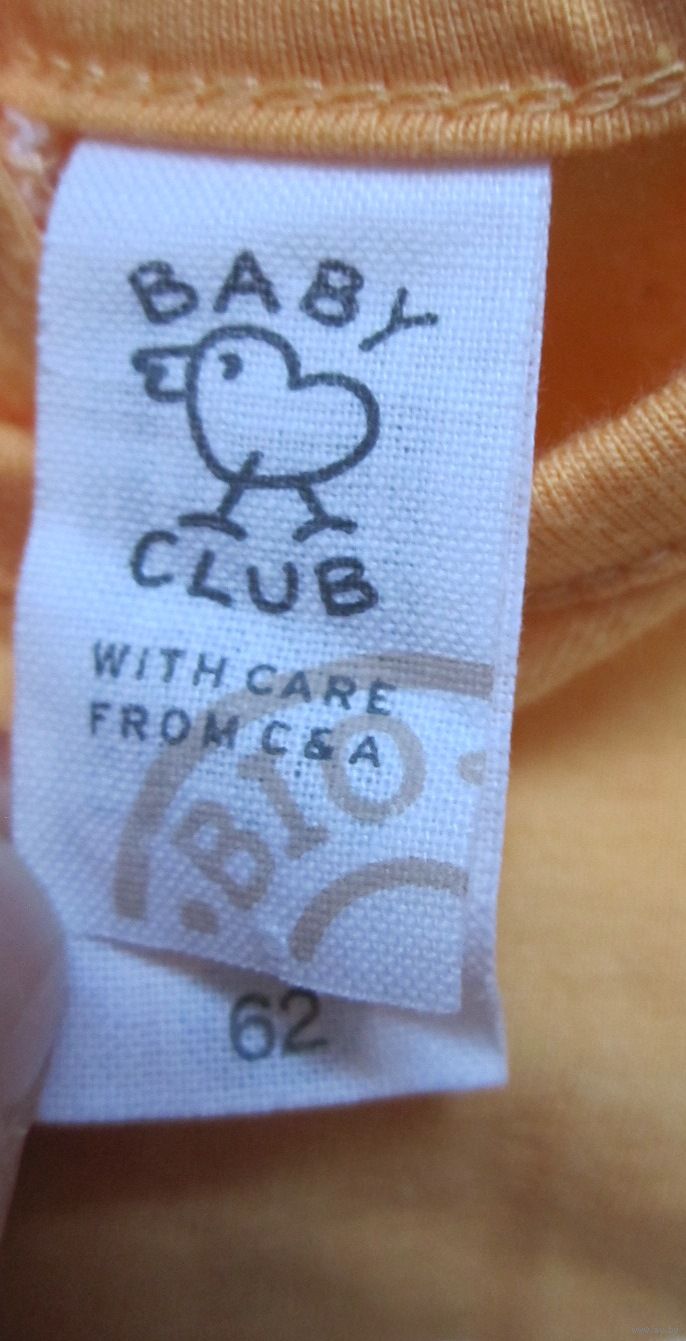 BABY
CLUB
WITH CARE
FROM C&A
·BIO·
62